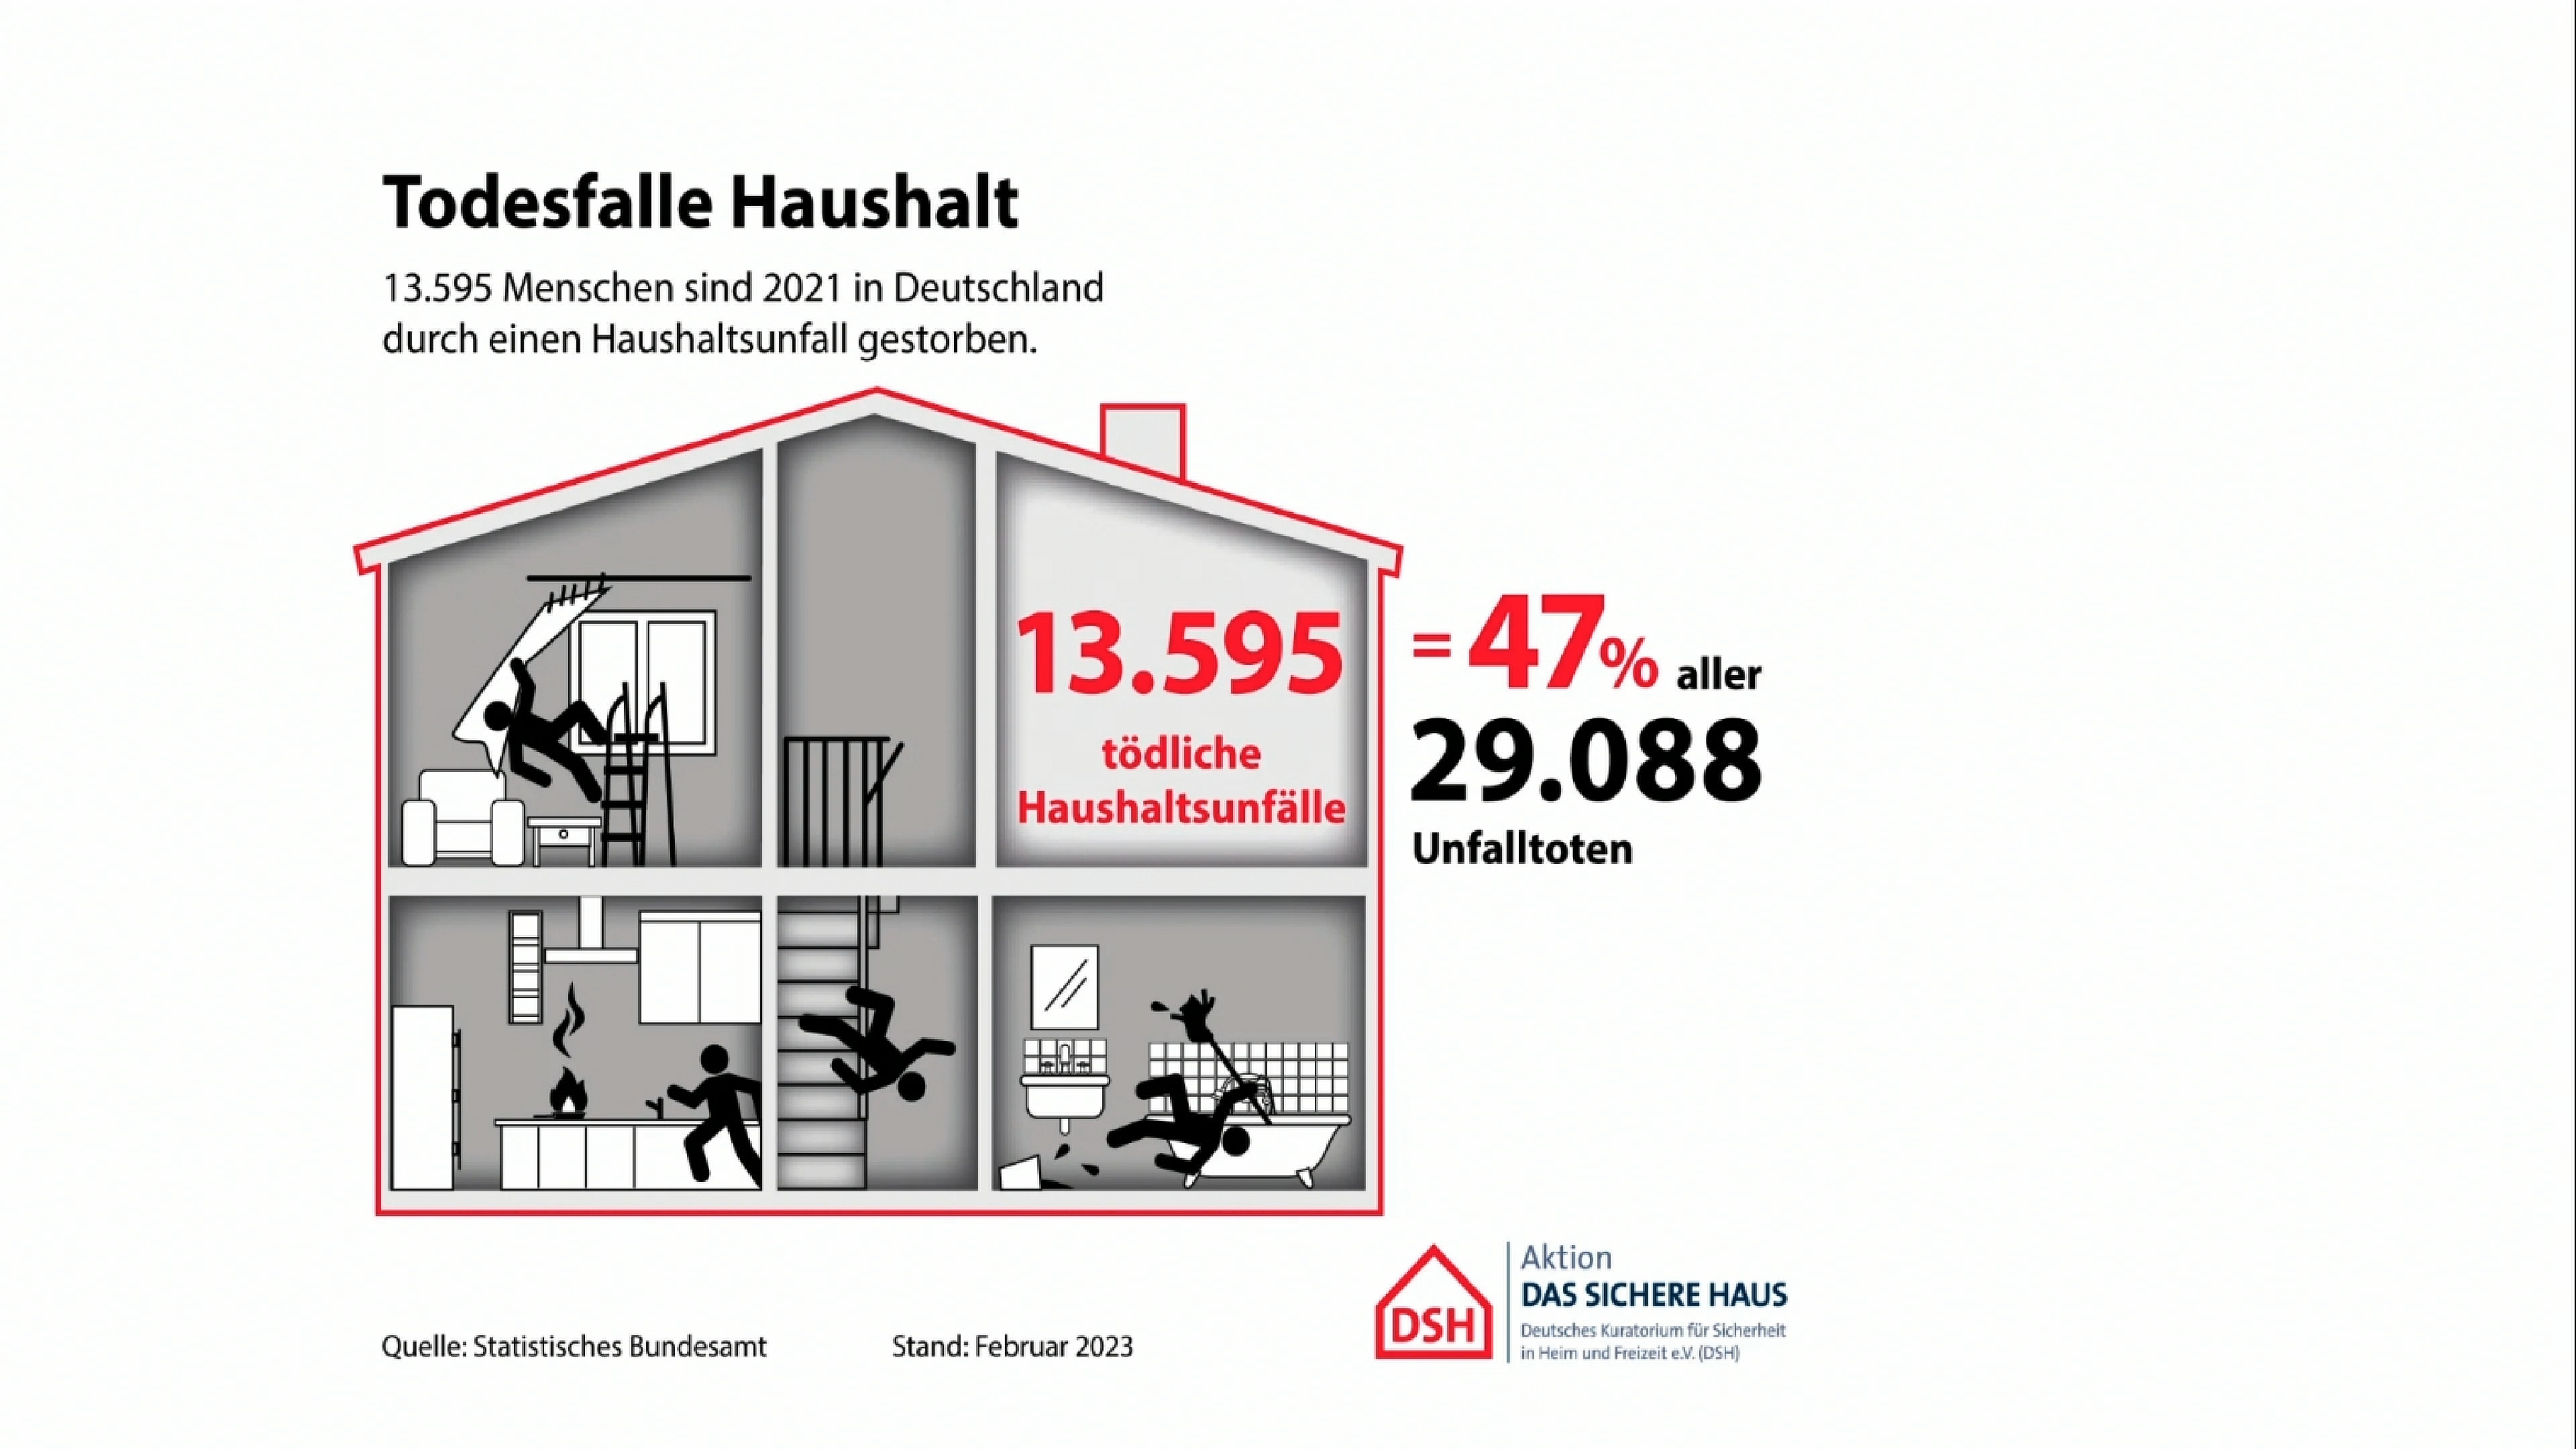 Todesfalle Haushalt
13.595 Menschen sind 2021 in Deutschland
durch einen Haushaltsunfall gestorben.
13.595
tödliche
Haushaltsunfälle
= 47% aller
29.088
Unfalltoten
Quelle: Statistisches Bundesamt
Stand: Februar 2023
DSH
Aktion
DAS SICHERE HAUS
Deutsches Kuratorium für Sicherheit
in Heim und Freizeit e.V. (DSH)